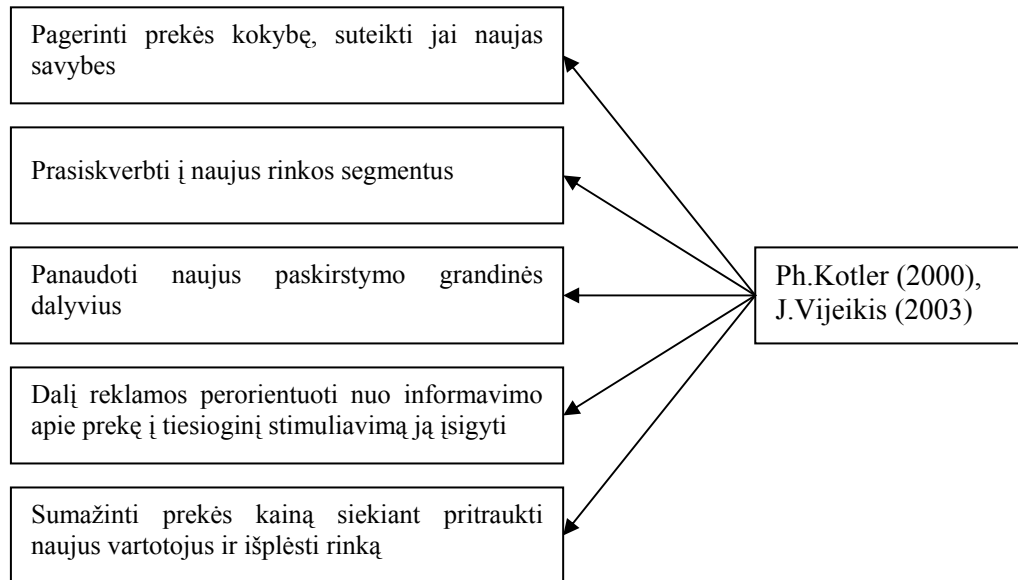 Pagerinti prekės kokybę, suteikti jai naujas
savybes
Prasiskverbti į naujus rinkos segmentus
Panaudoti naujus paskirstymo grandinės
dalyvius
Dalį reklamos perorientuoti nuo informavimo
apie prekę į tiesioginį stimuliavimą ją įsigyti
Sumažinti prekės kainą siekiant pritraukti
naujus vartotojus ir išplėsti rinką
Ph.Kotler (2000),
J.Vijeikis (2003)